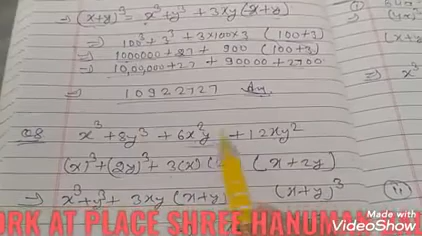 ⇒ (x+y)³ = x³+y³ + 3xy(x+y)
⇒ 100³ + 3³ + 3×100×3 (100+3)
⇒ 1000000 + 27 + 900 (100+3)
⇒ 10,00,000 + 27 + 90000 + 2700
⇒ 10922727 Ans.
(x+y
⇒ x³
Q8 x³ + 8y³ + 6x²y + 12xy²
(x)³+(2y)³+ 3(x)( (x+2y)
⇒ x³+y³+ 3xy (x+y) (x+y)³
ORK AT PLACE SHREE HANUMAN
Made with
VideoShow